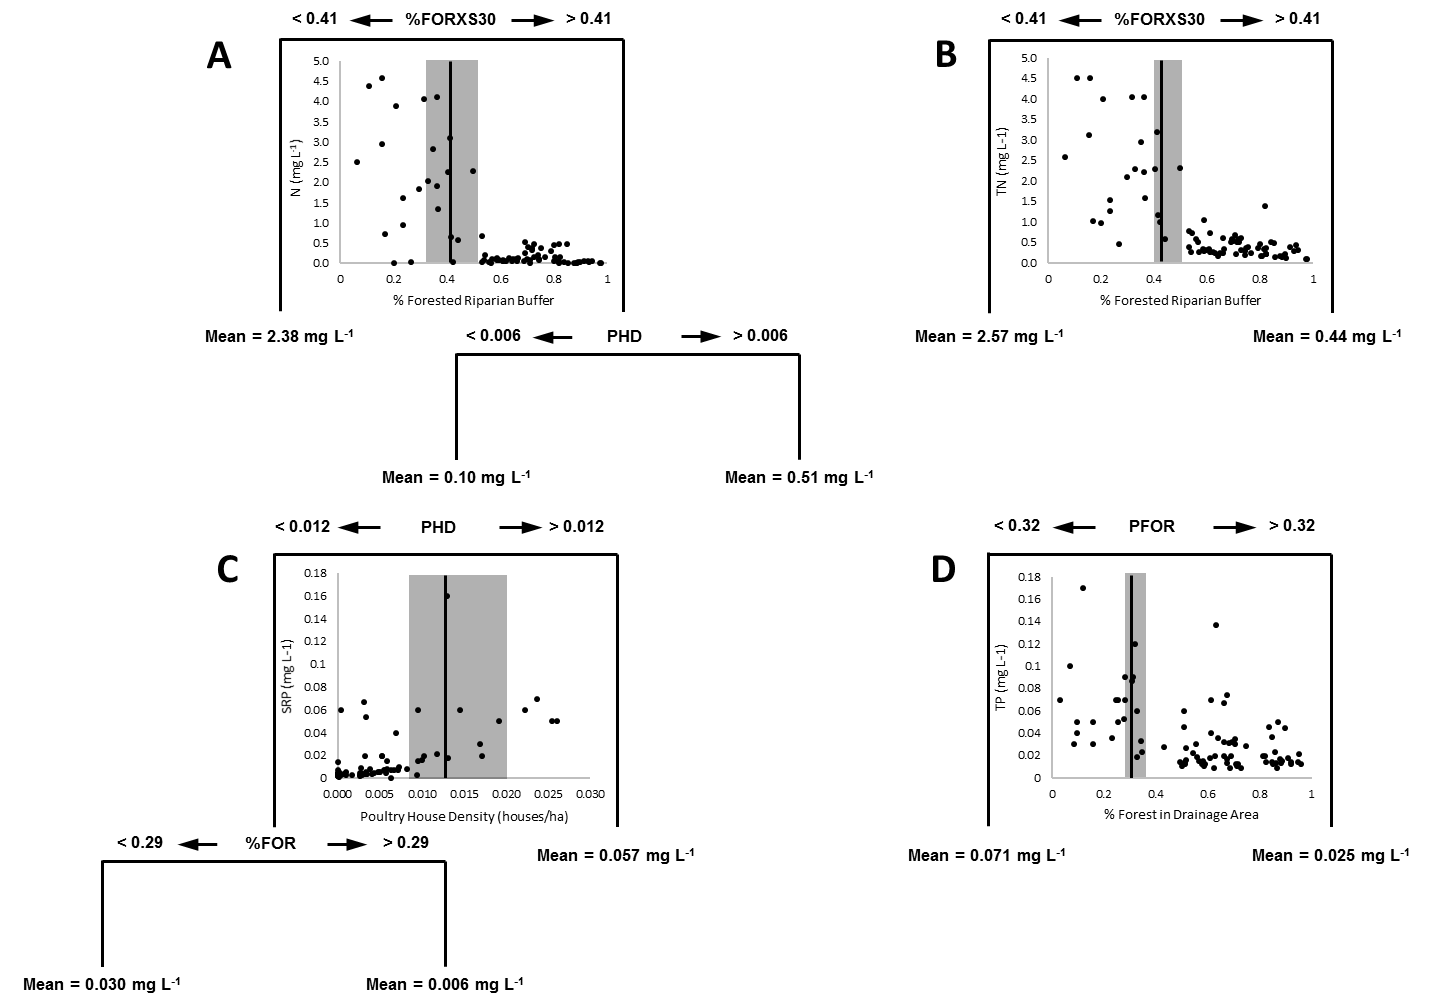 < 0.41 %FORXS30 > 0.41
A
5.0
4.5
4.0
3.5
3.0
2.5
2.0
1.5
1.0
0.5
0.0
N (mg L-1)
0 0.2 0.4 0.6 0.8 1
% Forested Riparian Buffer
Mean = 2.38 mg L-1
< 0.006 PHD > 0.006
Mean = 0.10 mg L-1
Mean = 0.51 mg L-1
< 0.41 %FORXS30 > 0.41
B
5.0
4.5
4.0
3.5
3.0
2.5
2.0
1.5
1.0
0.5
0.0
TN (mg L-1)
0 0.2 0.4 0.6 0.8 1
% Forested Riparian Buffer
Mean = 2.57 mg L-1
Mean = 0.44 mg L-1
< 0.012 PHD > 0.012
C
0.18
0.16
0.14
0.12
0.1
0.08
0.06
0.04
0.02
0
SRP (mg L-1)
0.000 0.005 0.010 0.015 0.020 0.025 0.030
Poultry House Density (houses/ha)
Mean = 0.057 mg L-1
< 0.29 %FOR > 0.29
Mean = 0.030 mg L-1
Mean = 0.006 mg L-1
< 0.32 PFOR > 0.32
D
0.18
0.16
0.14
0.12
0.1
0.08
0.06
0.04
0.02
0
TP (mg L-1)
0 0.2 0.4 0.6 0.8 1
% Forest in Drainage Area
Mean = 0.071 mg L-1
Mean = 0.025 mg L-1